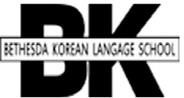 BK
BETHESDA KOREAN LANGAGE SCHOOL